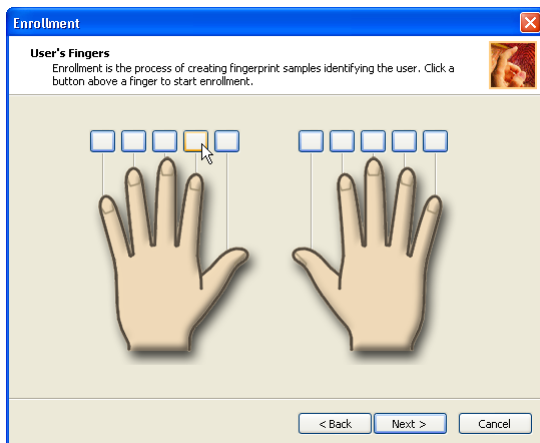 Enrollment
User's Fingers
Enrollment is the process of creating fingerprint samples identifying the user. Click a
button above a finger to start enrollment.
< Back
Next >
Cancel